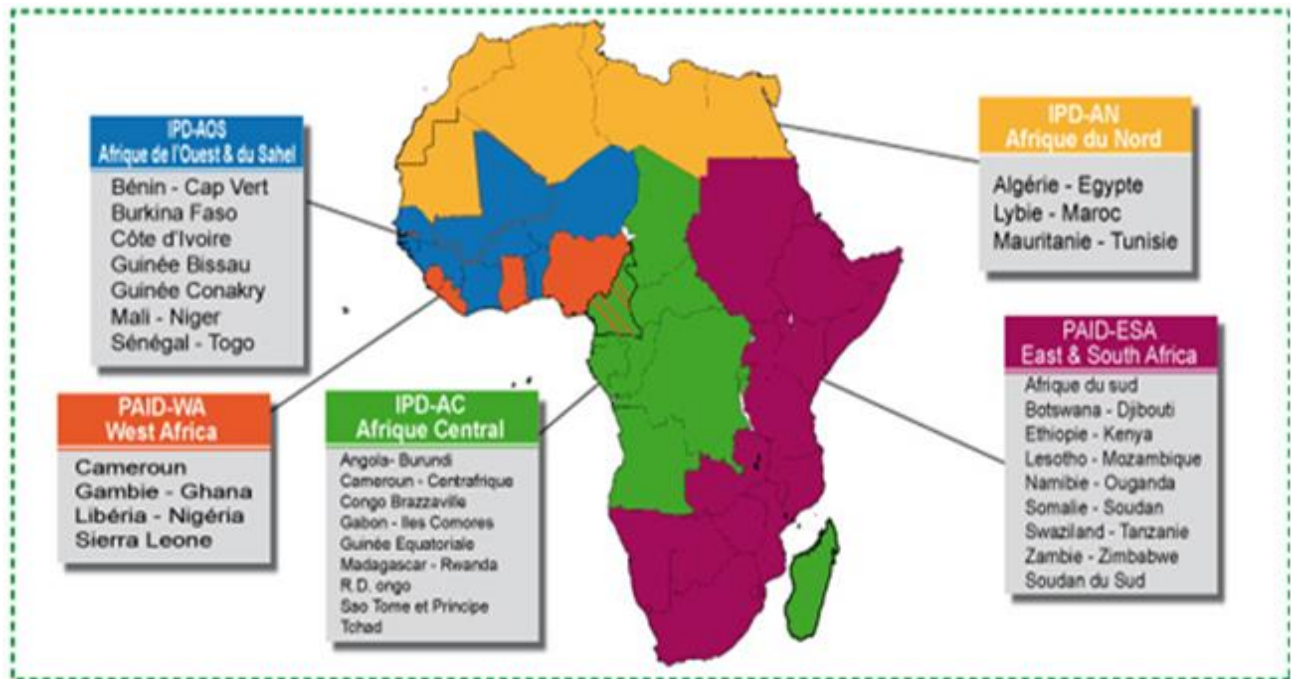 IPD-AOS
Afrique de l'Ouest & du Sahel
Bénin - Cap Vert
Burkina Faso
Côte d'Ivoire
Guinée Bissau
Guinée Conakry
Mali - Niger
Sénégal - Togo
PAID-WA
West Africa
Cameroun
Gambie - Ghana
Libéria - Nigéria
Sierra Leone
IPD-AC
Afrique Central
Angola- Burundi
Cameroun - Centrafrique
Congo Brazzaville
Gabon - Iles Comores
Guinée Equatoriale
Madagascar - Rwanda
R.D. ongo
Sao Tome et Principe
Tchad
IPD-AN
Afrique du Nord
Algérie - Egypte
Lybie - Maroc
Mauritanie - Tunisie
PAID-ESA
East & South Africa
Afrique du sud
Botswana - Djibouti
Ethiopie - Kenya
Lesotho - Mozambique
Namibie - Ouganda
Somalie - Soudan
Swaziland - Tanzanie
Zambie - Zimbabwe
Soudan du Sud